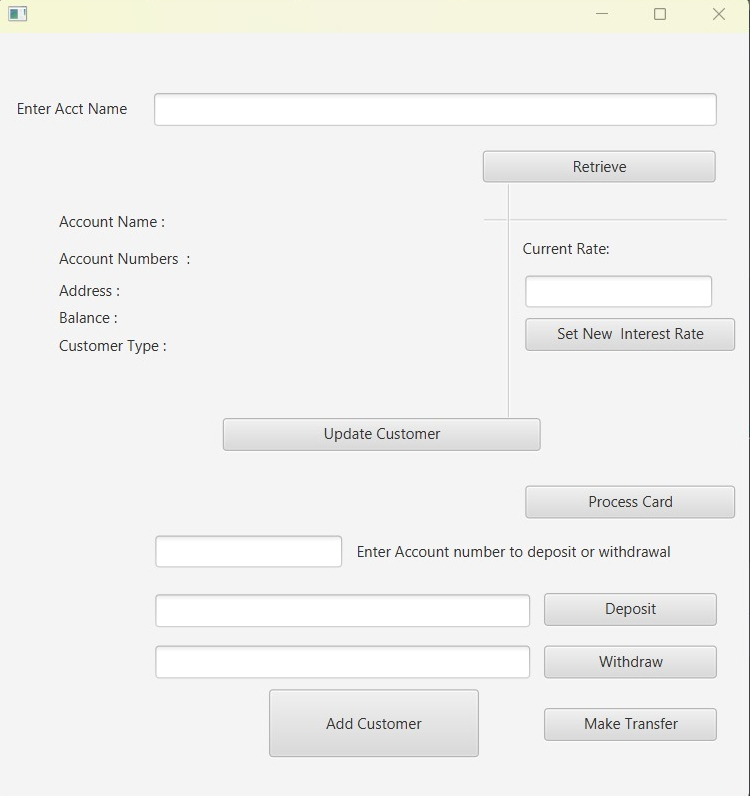 Enter Acct Name
Retrieve
Account Name :
Account Numbers  :
Address :
Balance :
Customer Type :
Current Rate:
Set New  Interest Rate
Update Customer
Process Card
Enter Account number to deposit or withdrawal
Deposit
Withdraw
Add Customer
Make Transfer